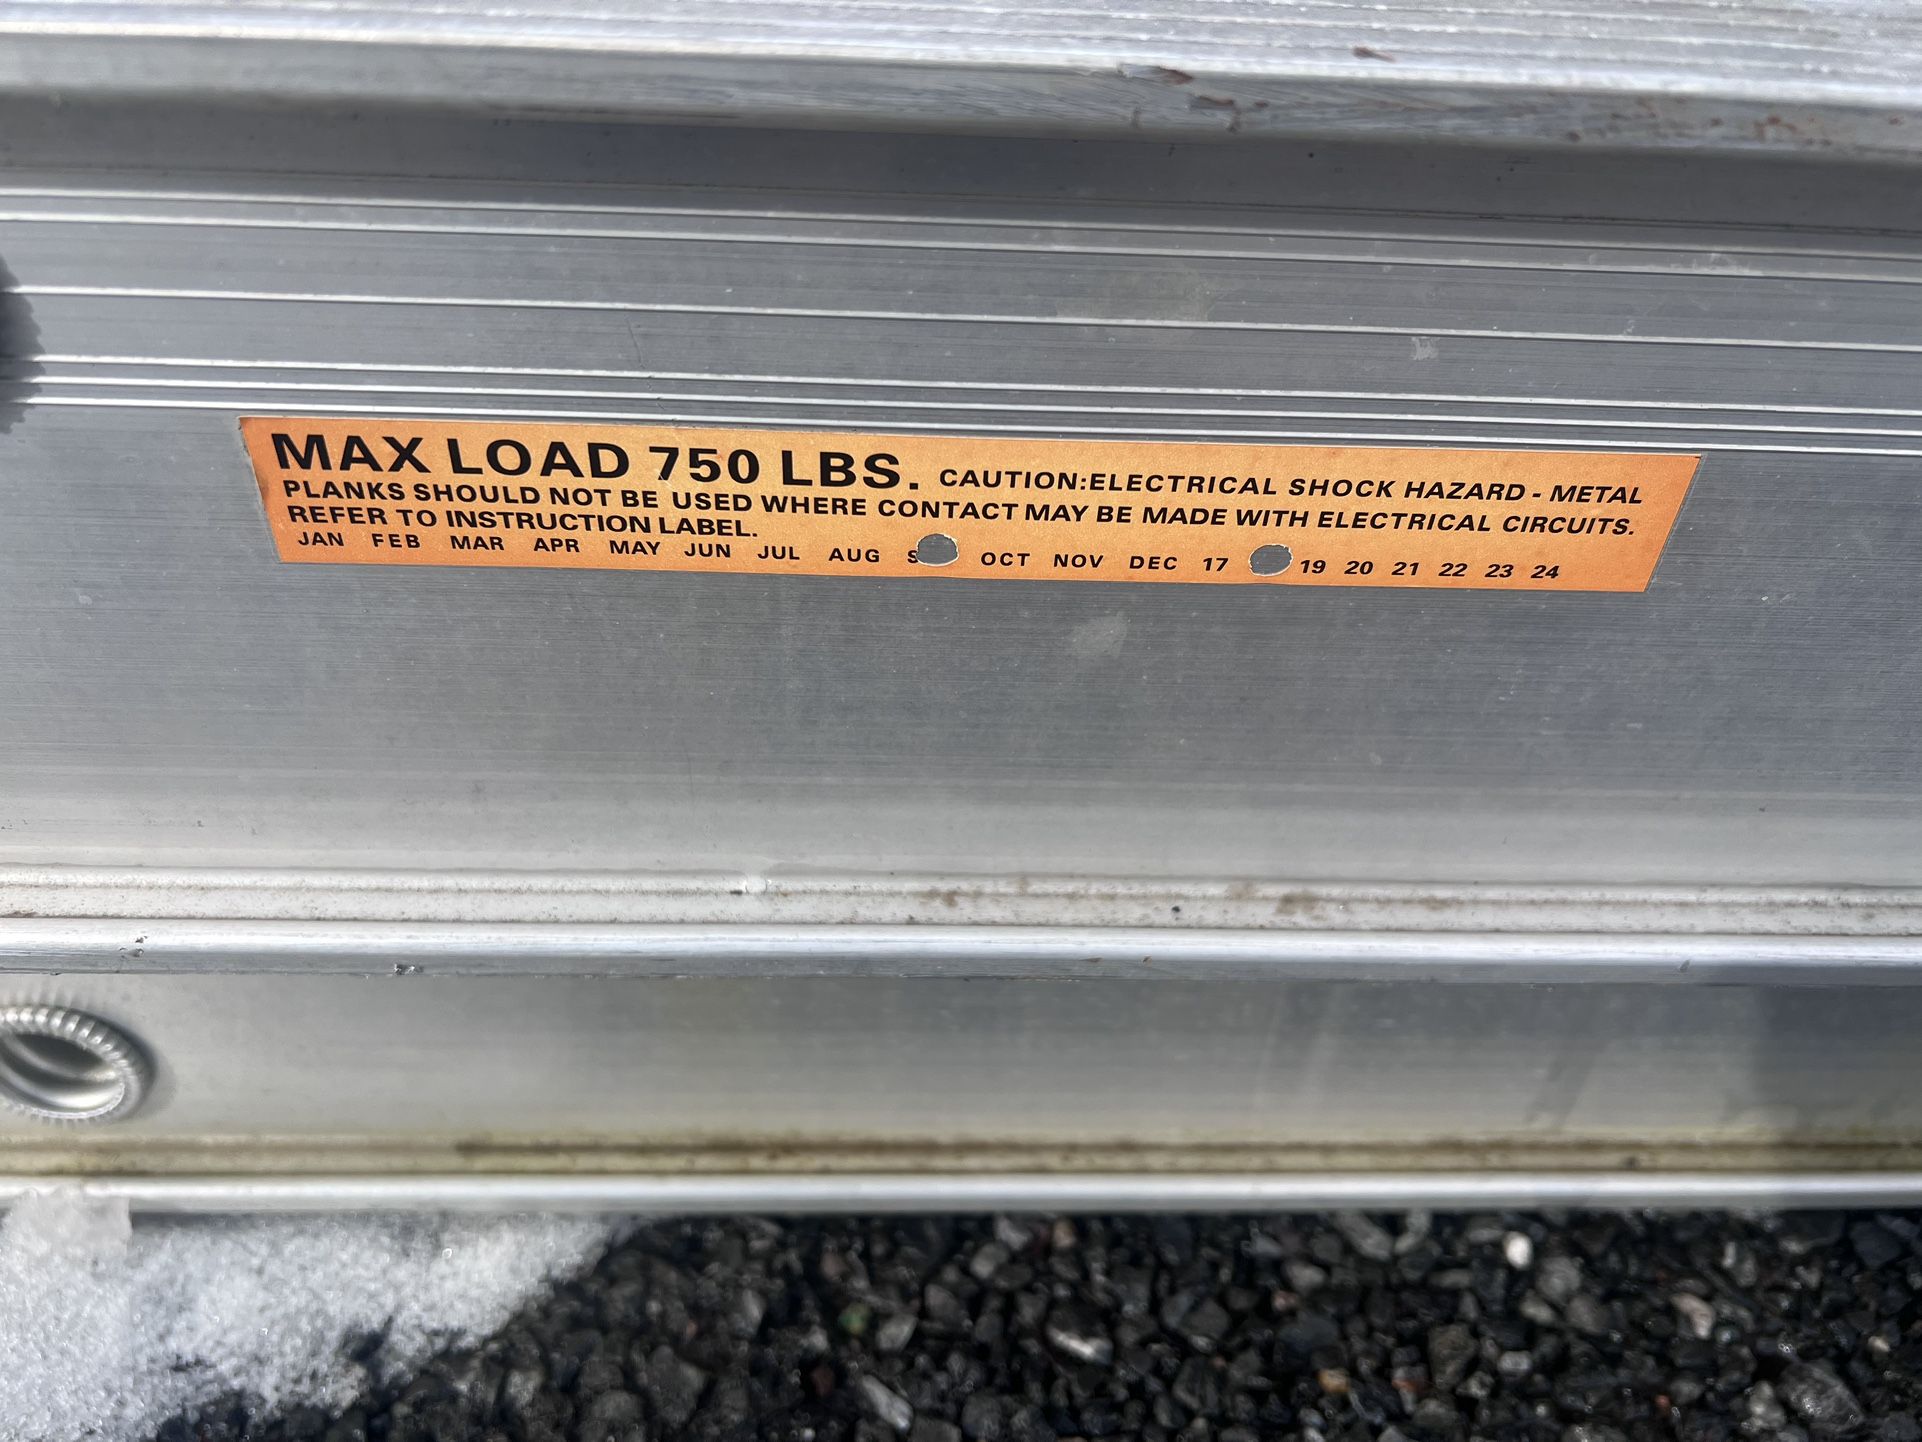 MAX LOAD 750 LBS. CAUTION:ELECTRICAL SHOCK HAZARD - METAL
PLANKS SHOULD NOT BE USED WHERE CONTACT MAY BE MADE WITH ELECTRICAL CIRCUITS.
REFER TO INSTRUCTION LABEL.
JAN FEB MAR APR MAY JUN JUL AUG OCT NOV DEC 17 19 20 21 22 23 24